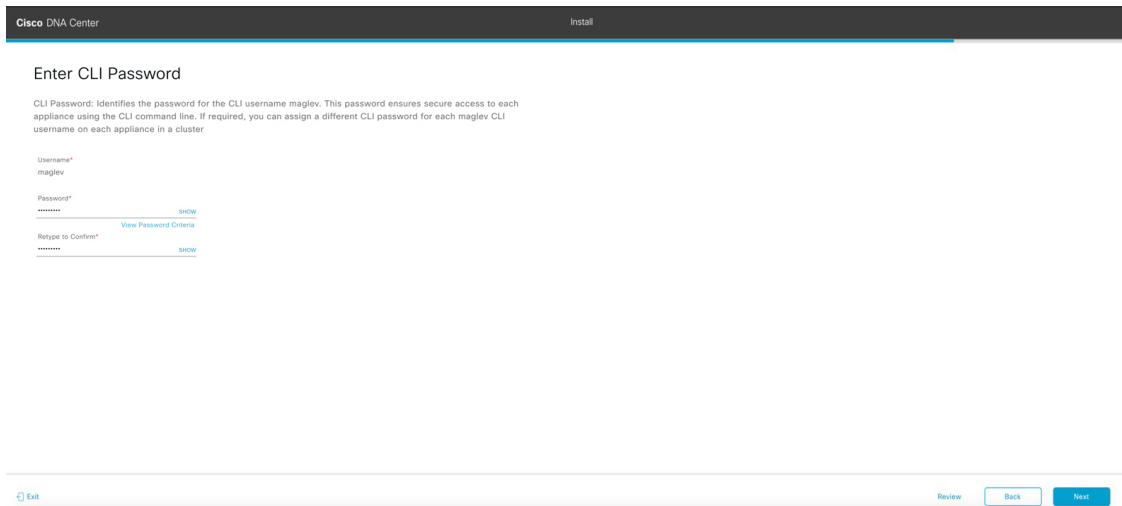 Cisco DNA Center
Install
Enter CLI Password
CLI Password: Identifies the password for the CLI username maglev. This password ensures secure access to each
appliance using the CLI command line. If required, you can assign a different CLI password for each maglev CLI
username on each appliance in a cluster
Username*
maglev
Password*
••••••••• SHOW
View Password Criteria
Retype to Confirm*
••••••••• SHOW
Exit
Review
Back
Next